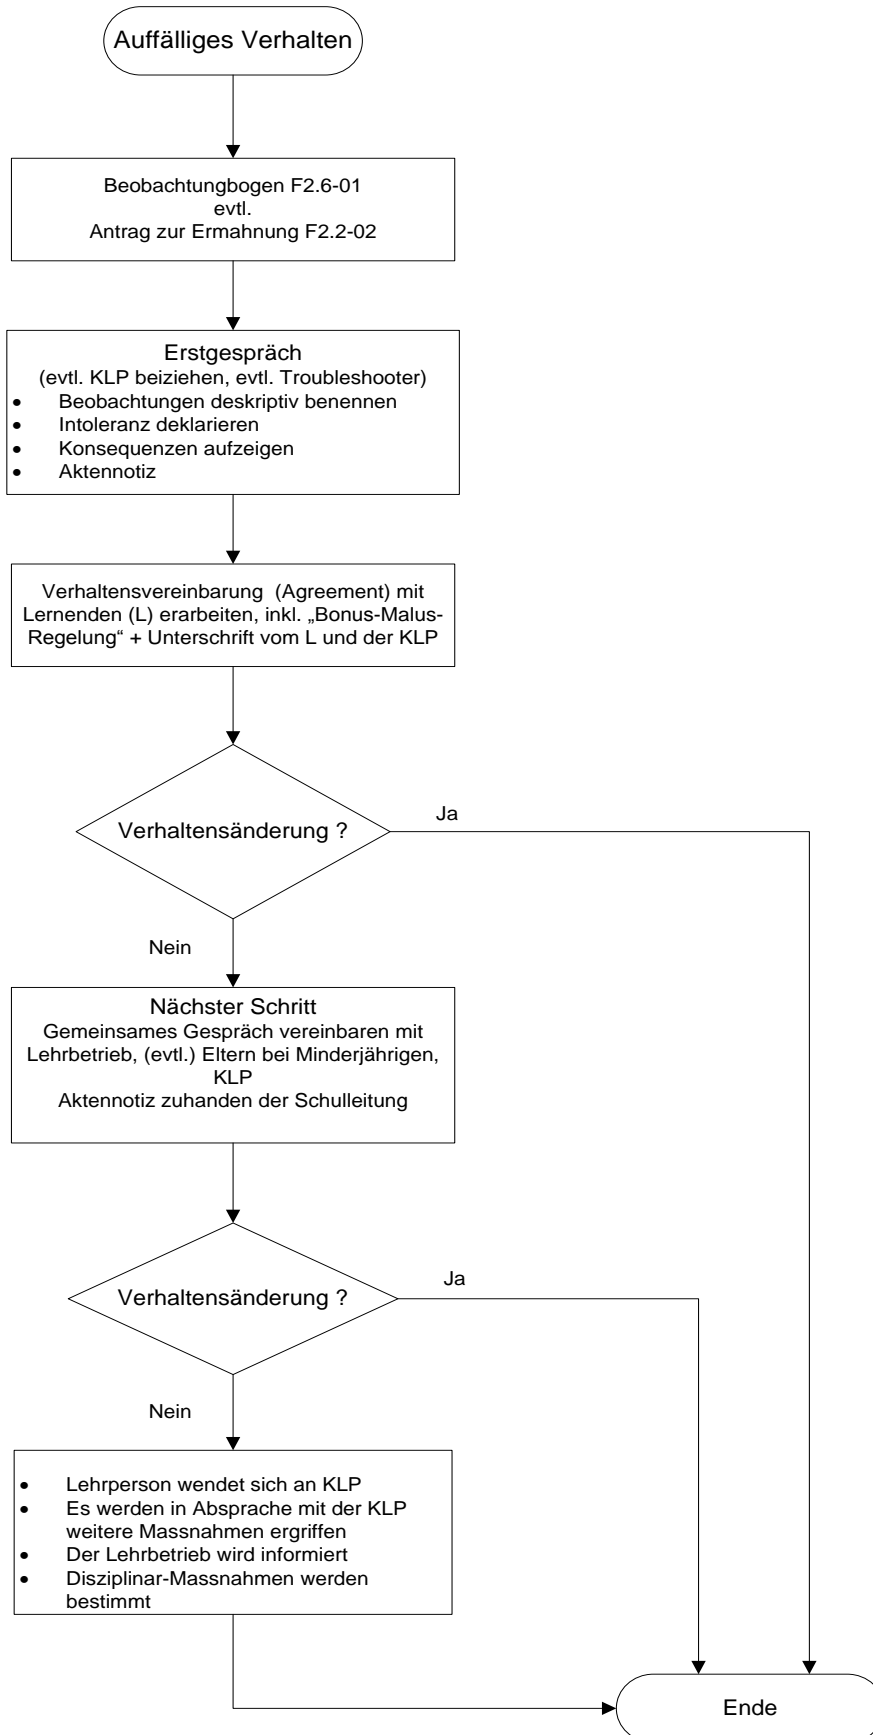 Auffälliges Verhalten
Beobachtungbogen F2.6-01
evtl.
Antrag zur Ermahnung F2.2-02
Erstgespräch
(evtl. KLP beiziehen, evtl. Troubleshooter)
• Beobachtungen deskriptiv benennen
• Intoleranz deklarieren
• Konsequenzen aufzeigen
• Aktennotiz
Verhaltensvereinbarung (Agreement) mit
Lernenden (L) erarbeiten, inkl. „Bonus-Malus-
Regelung“ + Unterschrift vom L und der KLP
Verhaltensänderung ?
Ja
Nein
Nächster Schritt
Gemeinsames Gespräch vereinbaren mit
Lehrbetrieb, (evtl.) Eltern bei Minderjährigen,
KLP
Aktennotiz zuhanden der Schulleitung
Verhaltensänderung ?
Ja
Nein
• Lehrperson wendet sich an KLP
• Es werden in Absprache mit der KLP
weitere Massnahmen ergriffen
• Der Lehrbetrieb wird informiert
• Disziplinar-Massnahmen werden
bestimmt
Ende